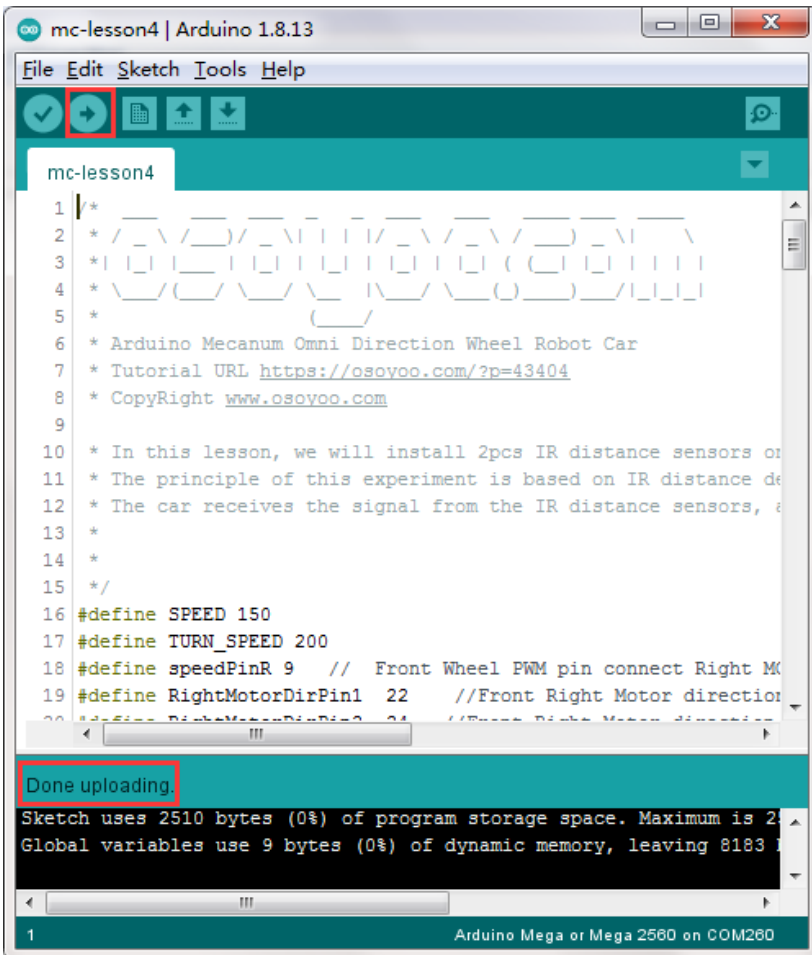 mc-lesson4 | Arduino 1.8.13
File Edit Sketch Tools Help
mc-lesson4
1 /*
2 *
3 *
4 *
5 *
6 * Arduino Mecanum Omni Direction Wheel Robot Car
7 * Tutorial URL https://osoyoo.com/?p=43404
8 * CopyRight www.osoyoo.com
9
10 * In this lesson, we will install 2pcs IR distance sensors
11 * The principle of this experiment is based on IR distance
12 * The car receives the signal from the IR distance sensors,
13 *
14 *
15 */
16 #define SPEED 150
17 #define TURN_SPEED 200
18 #define speedPinR 9 // Front Wheel PWM pin connect Right
19 #define RightMotorDirPin1 22 //Front Right Motor direction
Done uploading.
Sketch uses 2510 bytes (0%) of program storage space. Maximum is
Global variables use 9 bytes (0%) of dynamic memory, leaving 8183
1 Arduino Mega or Mega 2560 on COM260